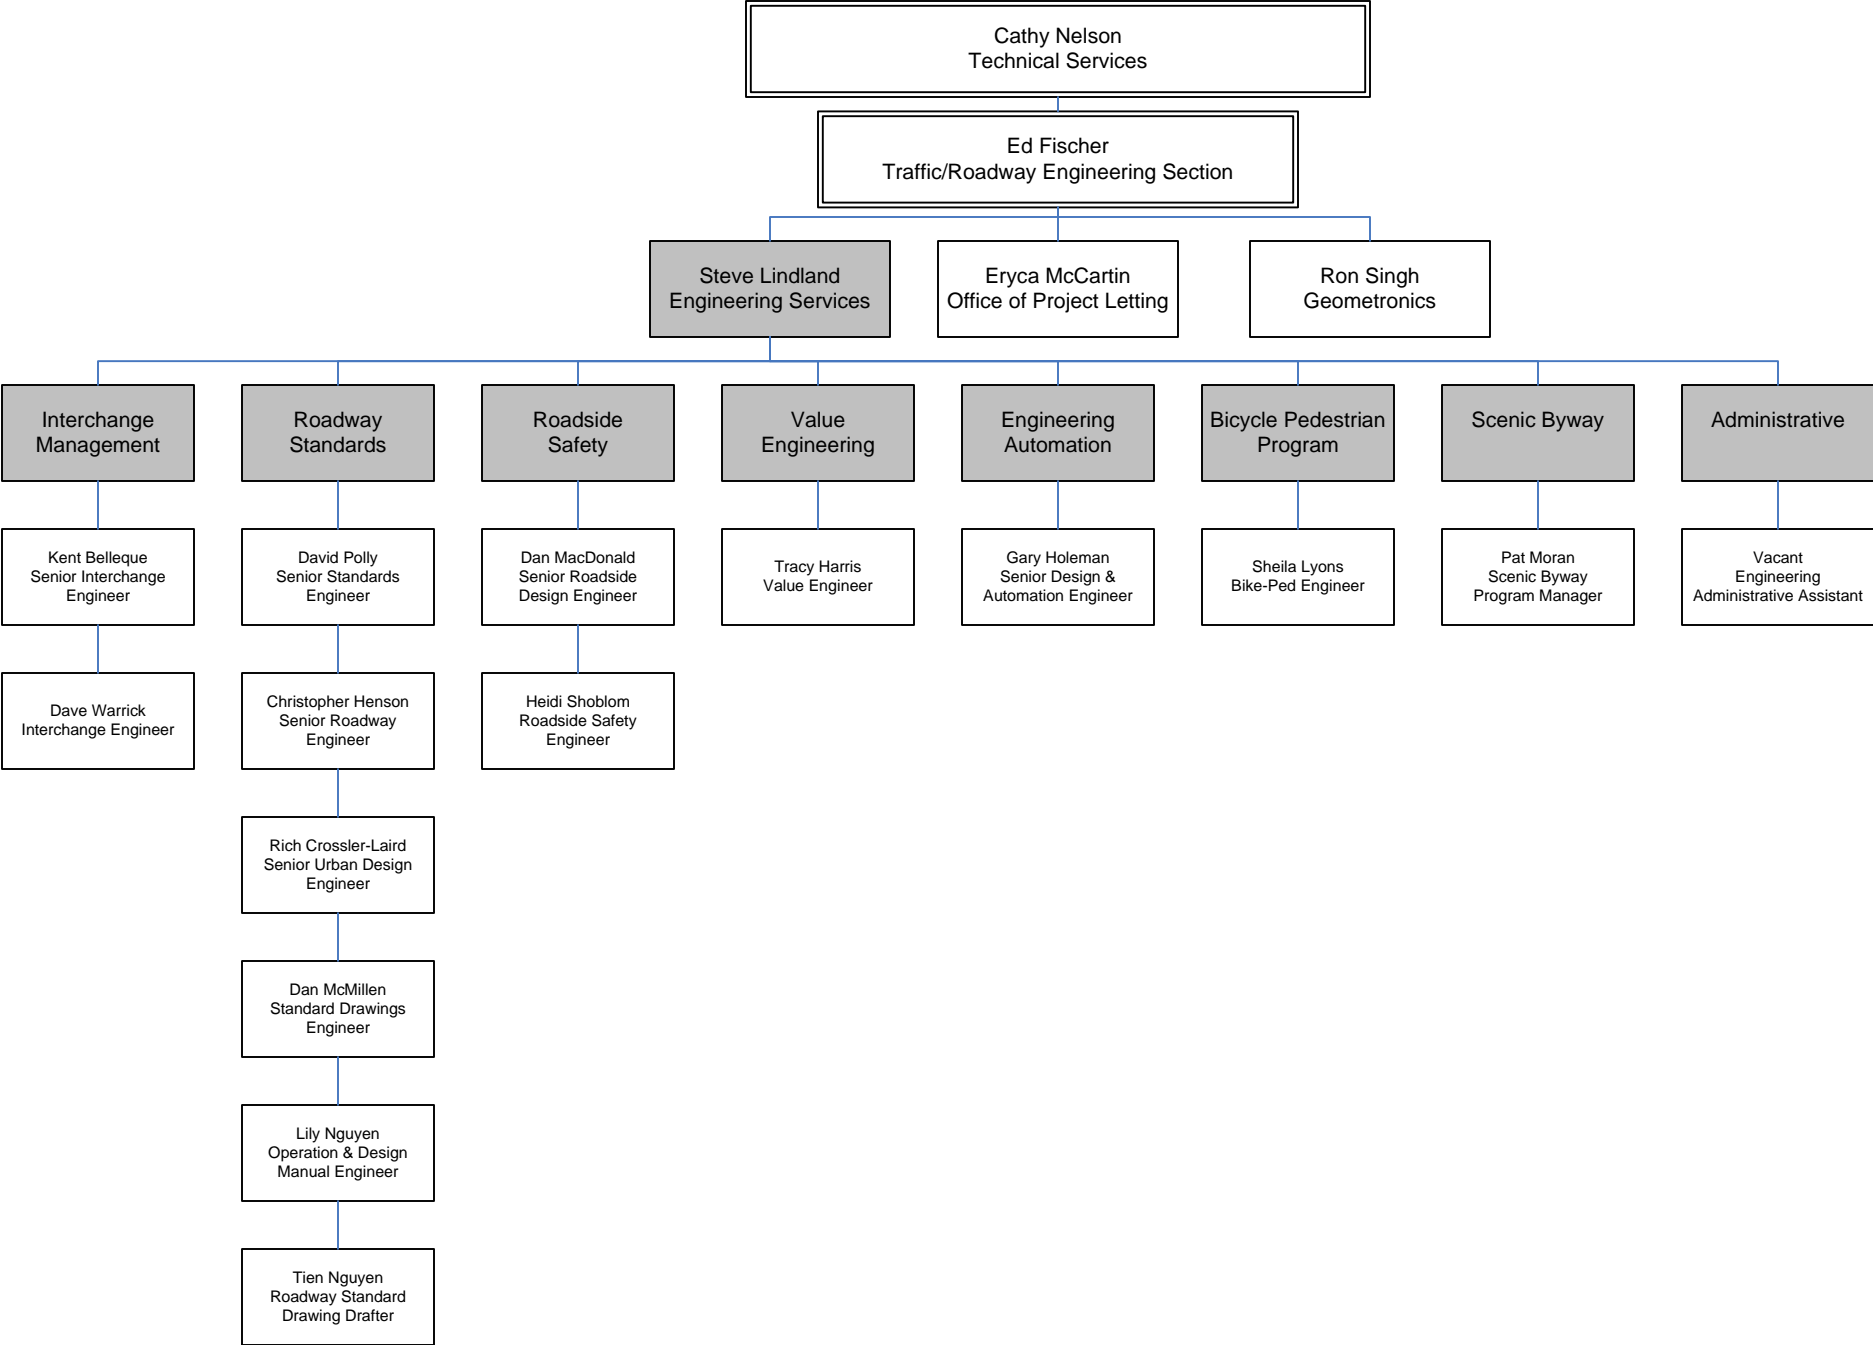 Cathy Nelson
Technical Services
Ed Fischer
Traffic/Roadway Engineering Section
Steve Lindland
Engineering Services
Eryca McCartin
Office of Project Letting
Ron Singh
Geometronics
Interchange
Management
Roadway
Standards
Roadside
Safety
Value
Engineering
Engineering
Automation
Bicycle Pedestrian
Program
Scenic Byway
Administrative
Kent Belleque
Senior Interchange
Engineer
David Polly
Senior Standards
Engineer
Dan MacDonald
Senior Roadside
Design Engineer
Tracy Harris
Value Engineer
Gary Holeman
Senior Design &
Automation Engineer
Sheila Lyons
Bike-Ped Engineer
Pat Moran
Scenic Byway
Program Manager
Vacant
Engineering
Administrative Assistant
Dave Warrick
Interchange Engineer
Christopher Henson
Senior Roadway
Engineer
Heidi Shoblom
Roadside Safety
Engineer
Rich Crossler-Laird
Senior Urban Design
Engineer
Dan McMillen
Standard Drawings
Engineer
Lily Nguyen
Operation & Design
Manual Engineer
Tien Nguyen
Roadway Standard
Drawing Drafter